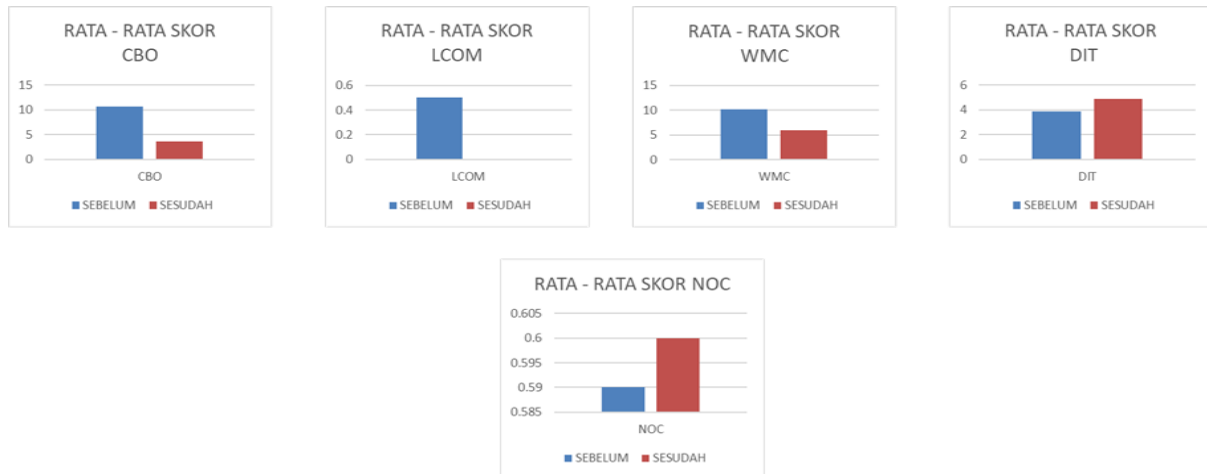 RATA - RATA SKOR
CBO
15
10
5
0
CBO
SEBELUM SESUDAH
RATA - RATA SKOR
LCOM
0.6
0.4
0.2
0
LCOM
SEBELUM SESUDAH
RATA - RATA SKOR
WMC
15
10
5
0
WMC
SEBELUM SESUDAH
RATA - RATA SKOR
DIT
6
4
2
0
DIT
SEBELUM SESUDAH
RATA - RATA SKOR NOC
0.605
0.6
0.595
0.59
0.585
NOC
SEBELUM SESUDAH